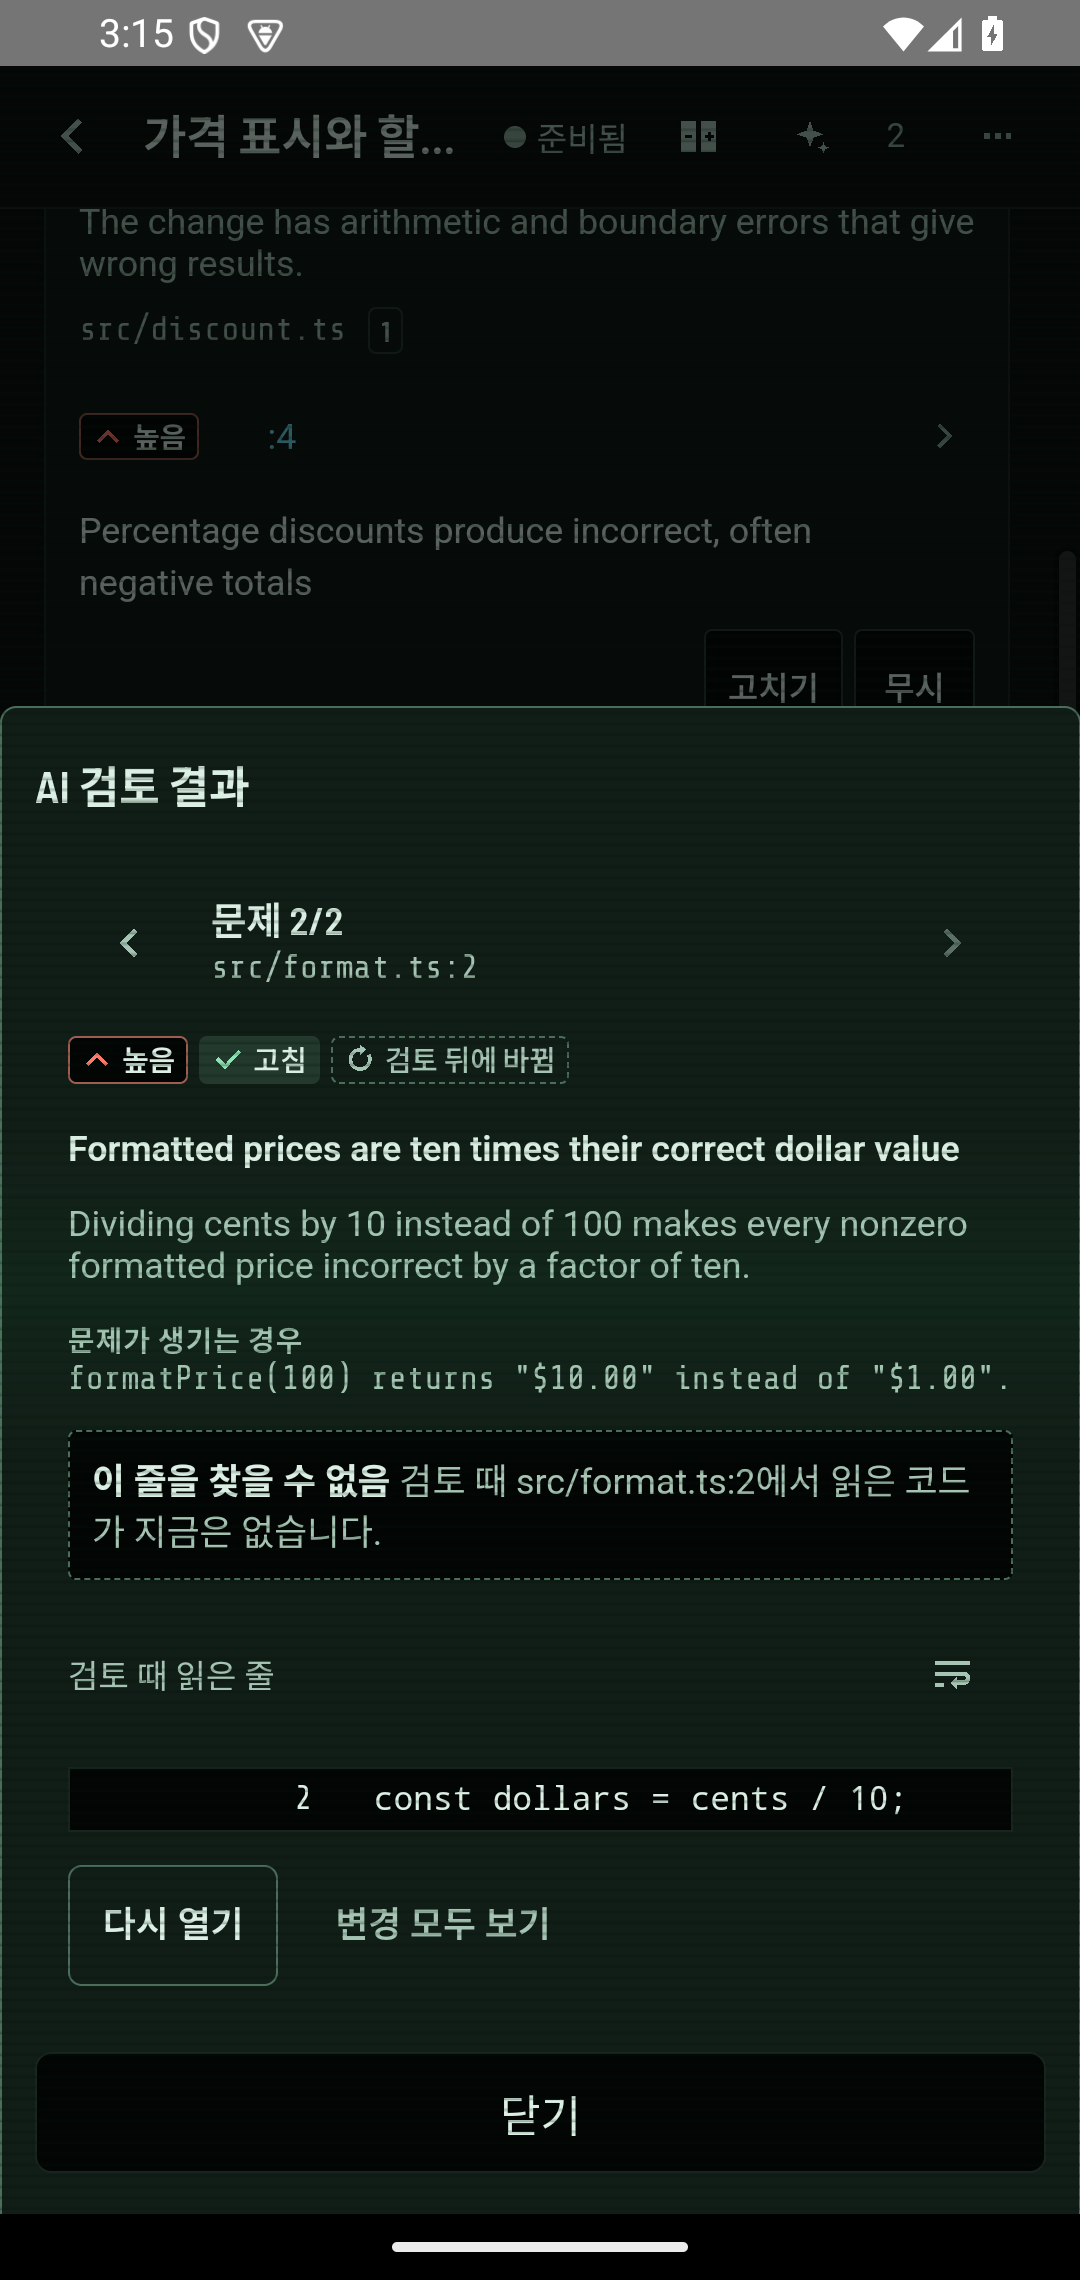 3:15
가격 표시와 할...
준비됨
2
The change has arithmetic and boundary errors that give
wrong results.
src/discount.ts 1
높음 :4
Percentage discounts produce incorrect, often
negative totals
고치기 무시
AI 검토 결과
문제 2/2
src/format.ts:2
높음 고침 검토 뒤에 바뀜
Formatted prices are ten times their correct dollar value
Dividing cents by 10 instead of 100 makes every nonzero
formatted price incorrect by a factor of ten.
문제가 생기는 경우
formatPrice(100) returns "$10.00" instead of "$1.00".
이 줄을 찾을 수 없음 검토 때 src/format.ts:2에서 읽은 코드
가 지금은 없습니다.
검토 때 읽은 줄
2 const dollars = cents / 10;
다시 열기 변경 모두 보기
닫기